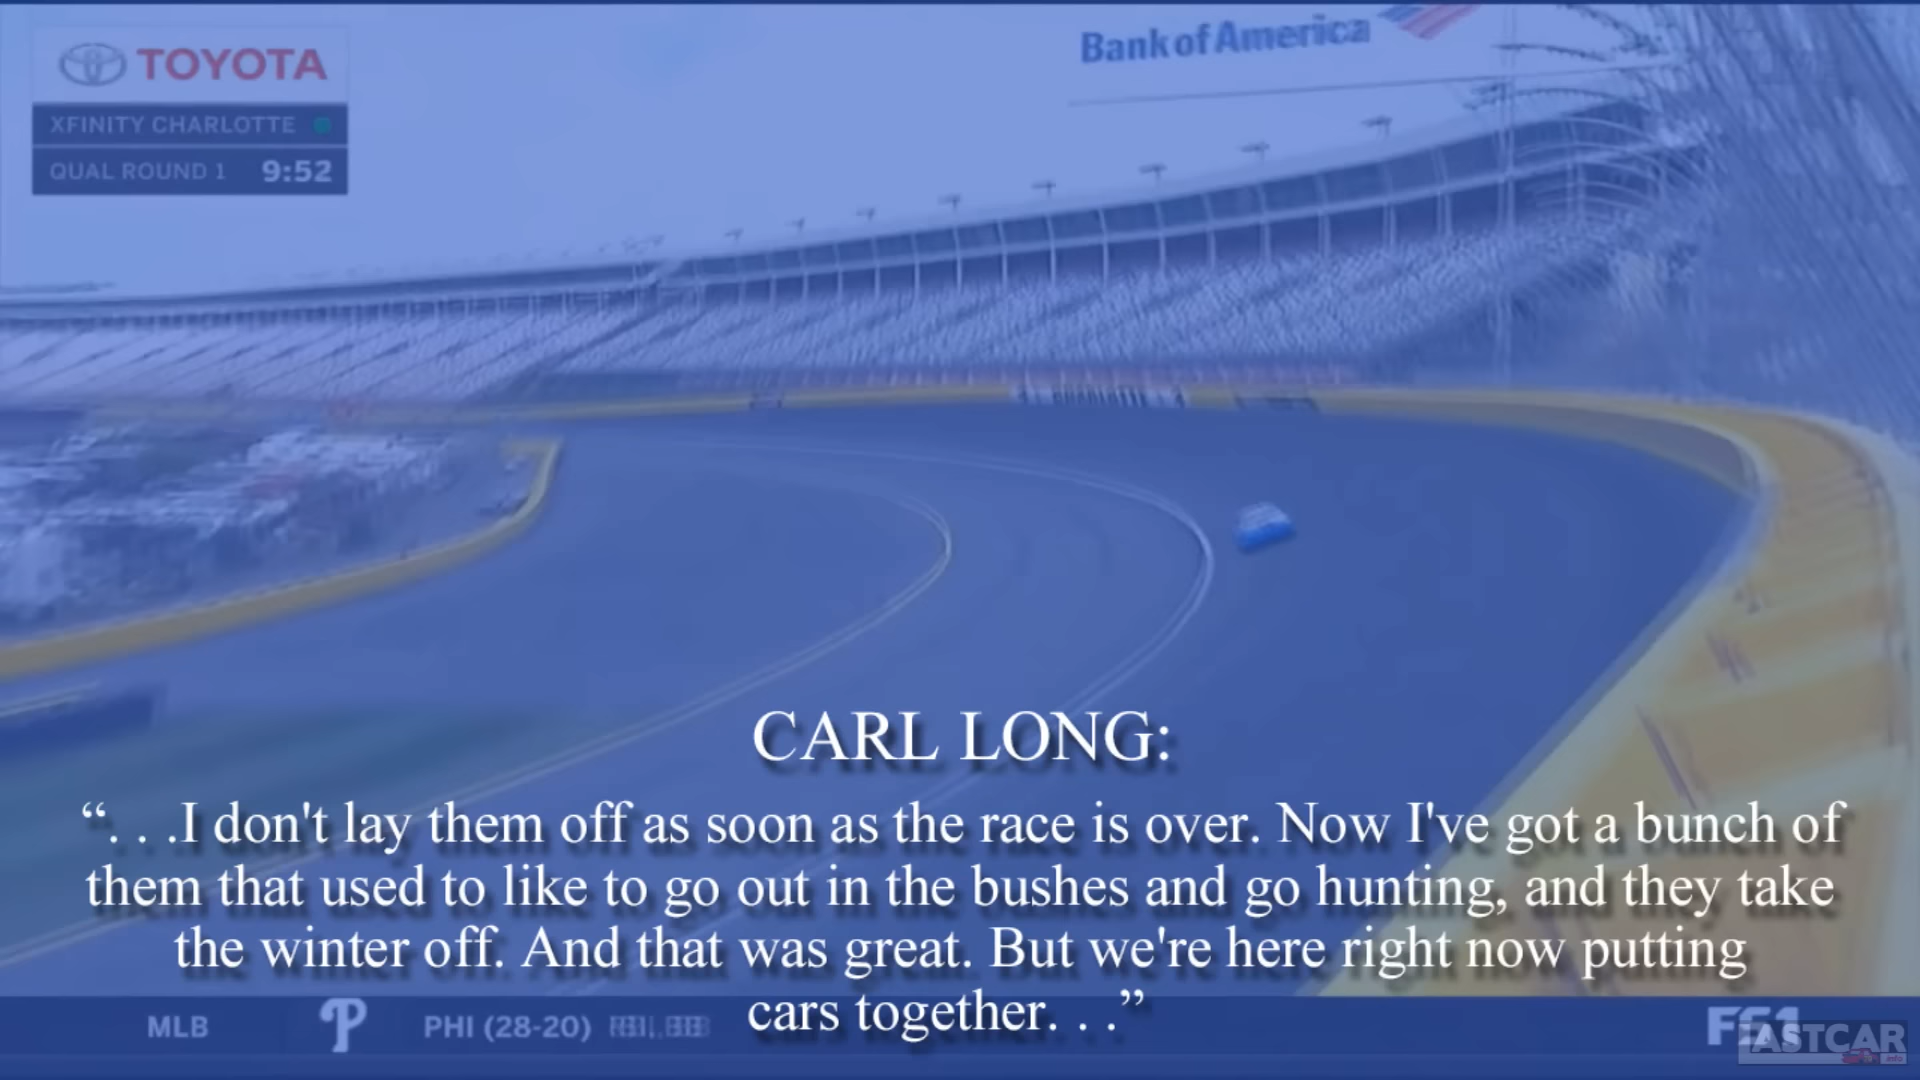 Bank of America
TOYOTA
XFINITY CHARLOTTE
QUAL ROUND 1 9:52
CARL LONG:
“. . .I don't lay them off as soon as the race is over. Now I've got a bunch of
them that used to like to go out in the bushes and go hunting, and they take
the winter off. And that was great. But we're here right now putting
cars together. . .”
MLB P PHI (28-20)
LASTCAR
info